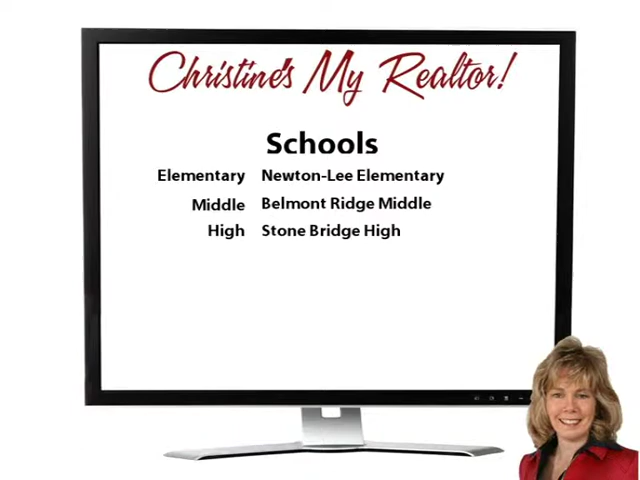 Christine's My Realtor!
Schools
Elementary Newton-Lee Elementary
Middle Belmont Ridge Middle
High Stone Bridge High